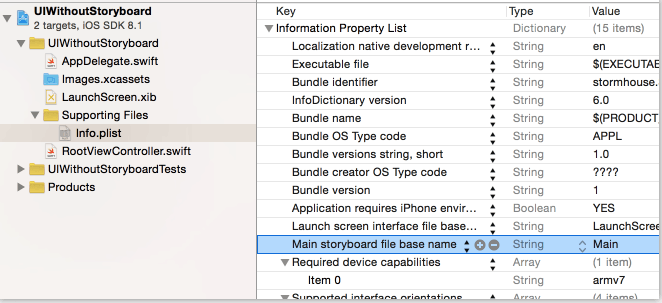 UIWithoutStoryboard
2 targets, iOS SDK 8.1
UIWithoutStoryboard
AppDelegate.swift
Images.xcassets
LaunchScreen.xib
Supporting Files
Info.plist
RootViewController.swift
UIWithoutStoryboardTests
Products
Key Type Value
Information Property List Dictionary (15 items)
Localization native development r... String en
Executable file String $(EXECUTAB
Bundle identifier String stormhouse.
InfoDictionary version String 6.0
Bundle name String $(PRODUCT_
Bundle OS Type code String APPL
Bundle versions string, short String 1.0
Bundle creator OS Type code String ????
Bundle version String 1
Application requires iPhone envir... Boolean YES
Launch screen interface file base... String LaunchScre
Main storyboard file base name String Main
Required device capabilities Array (1 item)
Item 0 String armv7
Supported interface orientations Array (4 items)